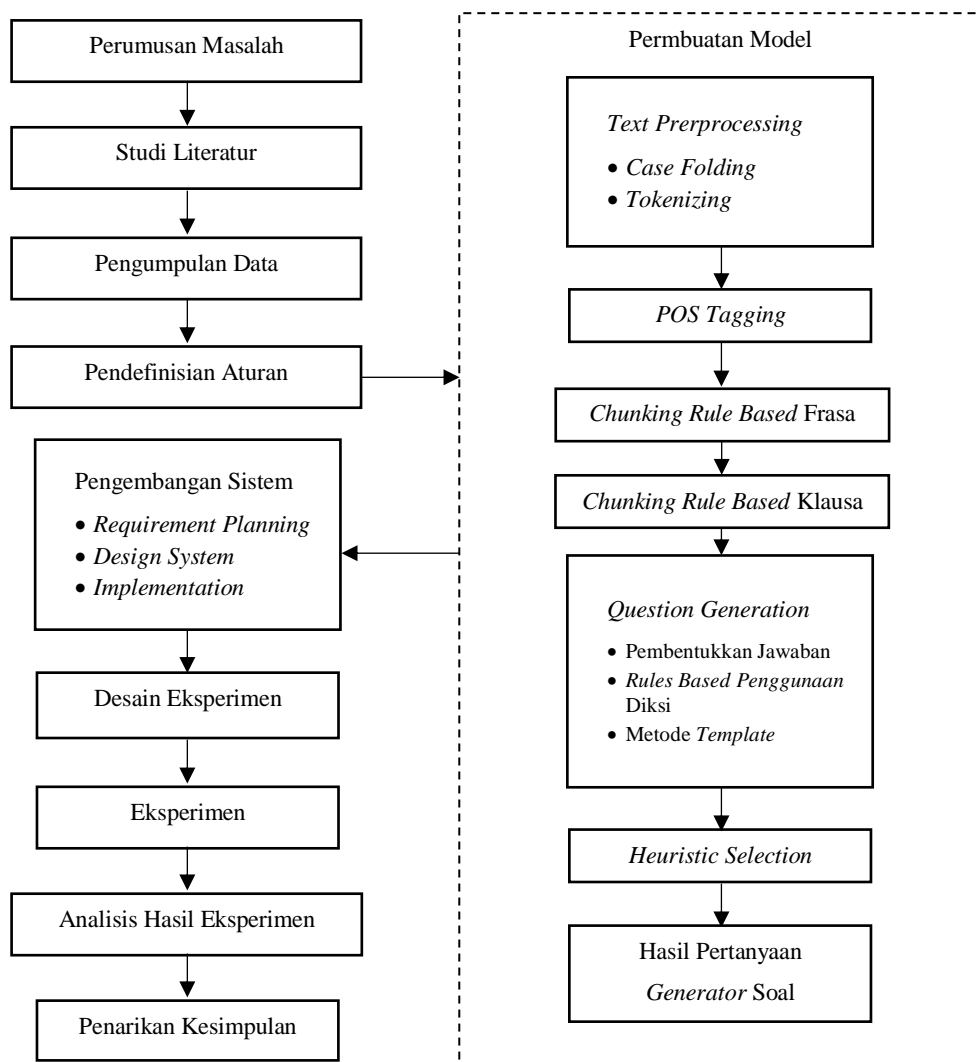 Perumusan Masalah
Studi Literatur
Pengumpulan Data
Pendefinisian Aturan
Pengembangan Sistem
• Requirement Planning
• Design System
• Implementation
Desain Eksperimen
Eksperimen
Analisis Hasil Eksperimen
Penarikan Kesimpulan
Permbuatan Model
Text Prerprocessing
• Case Folding
• Tokenizing
POS Tagging
Chunking Rule Based Frasa
Chunking Rule Based Klausa
Question Generation
• Pembentukkan Jawaban
• Rules Based Penggunaan
Diksi
• Metode Template
Heuristic Selection
Hasil Pertanyaan
Generator Soal